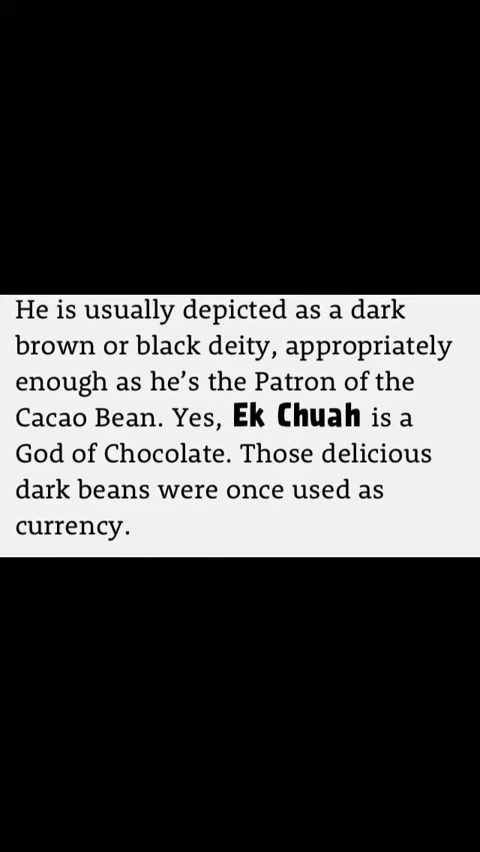 He is usually depicted as a dark
brown or black deity, appropriately
enough as he’s the Patron of the
Cacao Bean. Yes, Ek Chuah is a
God of Chocolate. Those delicious
dark beans were once used as
currency.